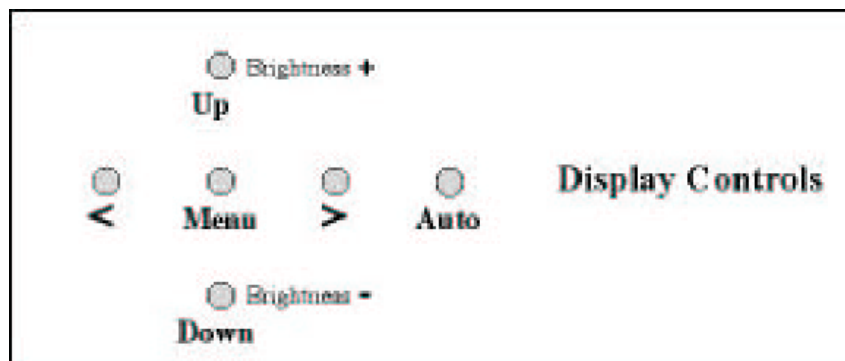 Brightness +
Up
Display Controls
< Menu > Auto
Brightness -
Down